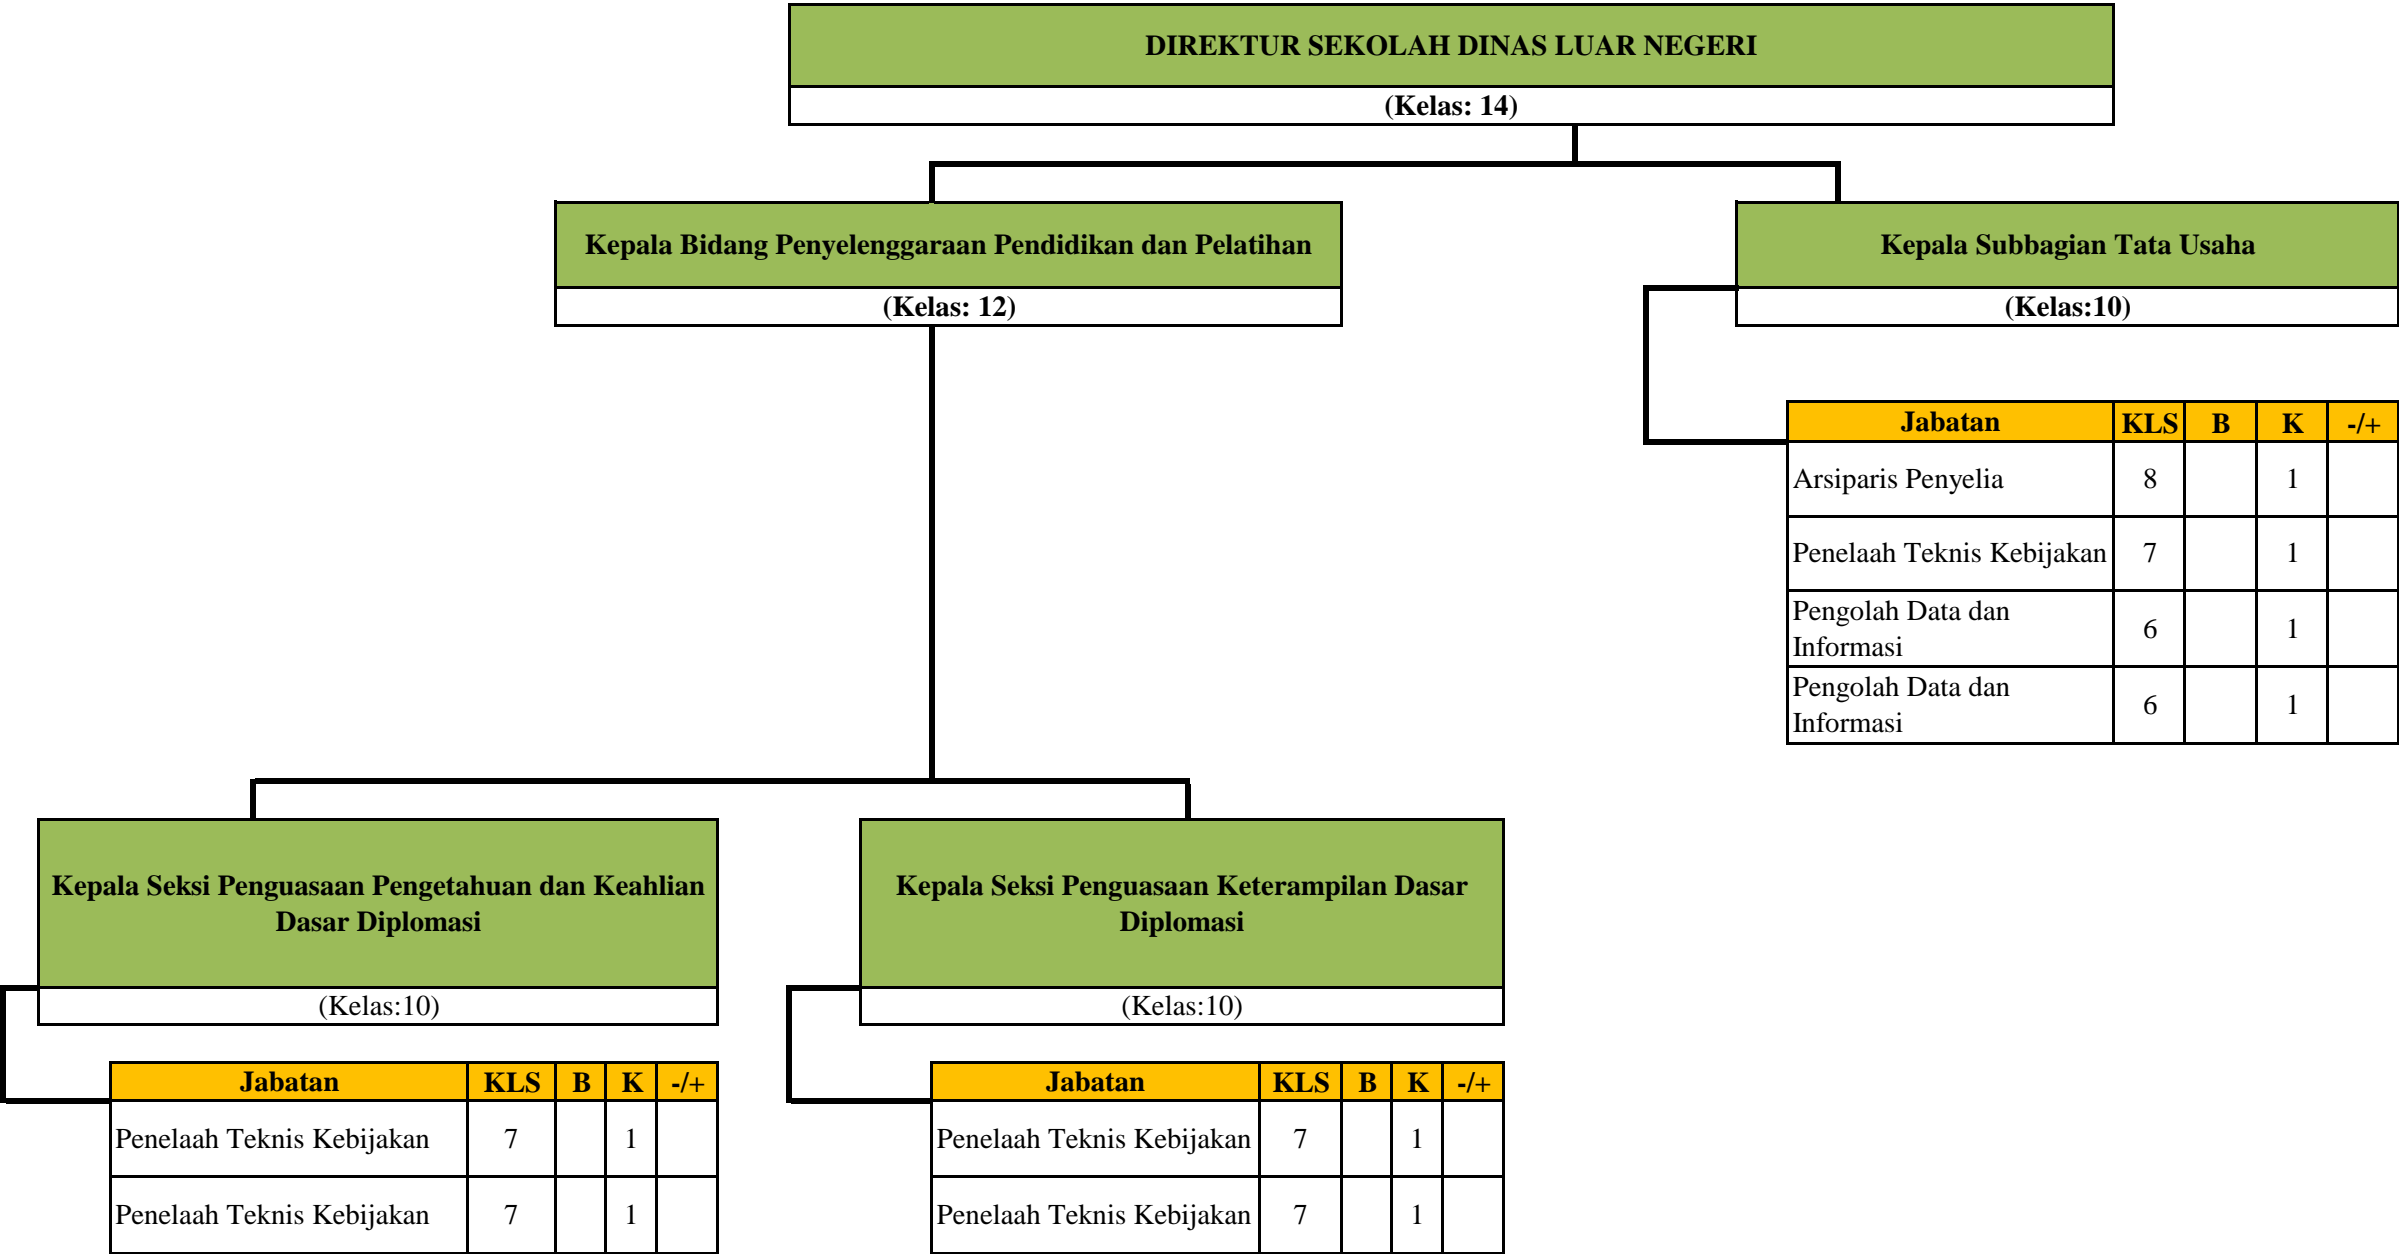 DIREKTUR SEKOLAH DINAS LUAR NEGERI
(Kelas: 14)
Kepala Bidang Penyelenggaraan Pendidikan dan Pelatihan
(Kelas: 12)
Kepala Subbagian Tata Usaha
(Kelas:10)
Jabatan KLS B K -/+
Arsiparis Penyelia 8 1
Penelaah Teknis Kebijakan 7 1
Pengolah Data dan
Informasi 6 1
Pengolah Data dan
Informasi 6 1
Kepala Seksi Penguasaan Pengetahuan dan Keahlian
Dasar Diplomasi
(Kelas:10)
Jabatan KLS B K -/+
Penelaah Teknis Kebijakan 7 1
Penelaah Teknis Kebijakan 7 1
Kepala Seksi Penguasaan Keterampilan Dasar
Diplomasi
(Kelas:10)
Jabatan KLS B K -/+
Penelaah Teknis Kebijakan 7 1
Penelaah Teknis Kebijakan 7 1